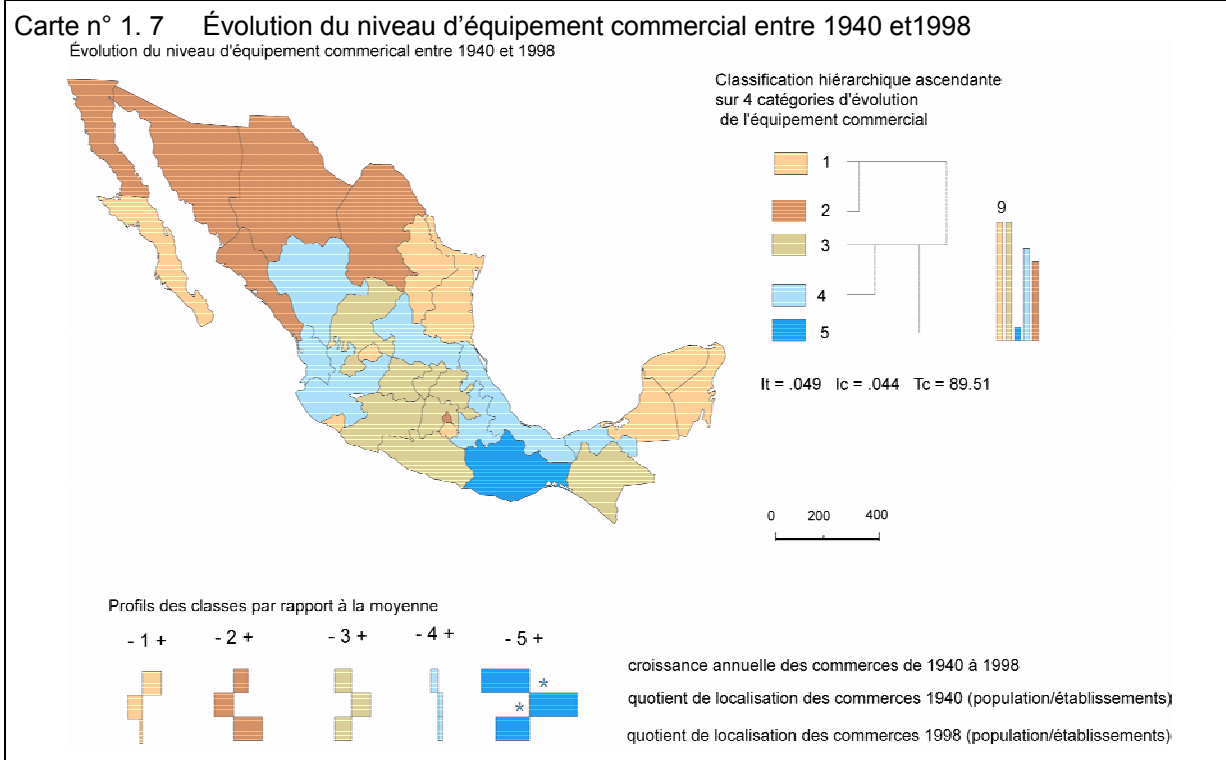 Carte n° 1. 7 Évolution du niveau d'équipement commercial entre 1940 et1998
Évolution du niveau d'équipement commerical entre 1940 et 1998
Classification hiérarchique ascendante
sur 4 catégories d'évolution
de l'équipement commercial
1
2
3
4
5
9
It = .049 Ic = .044 Tc = 89.51
0 200 400
Profils des classes par rapport à la moyenne
- 1 + - 2 + - 3 + - 4 + - 5 +
croissance annuelle des commerces de 1940 à 1998
*
quotient de localisation des commerces 1940 (population/établissements)
*
quotient de localisation des commerces 1998 (population/établissements)